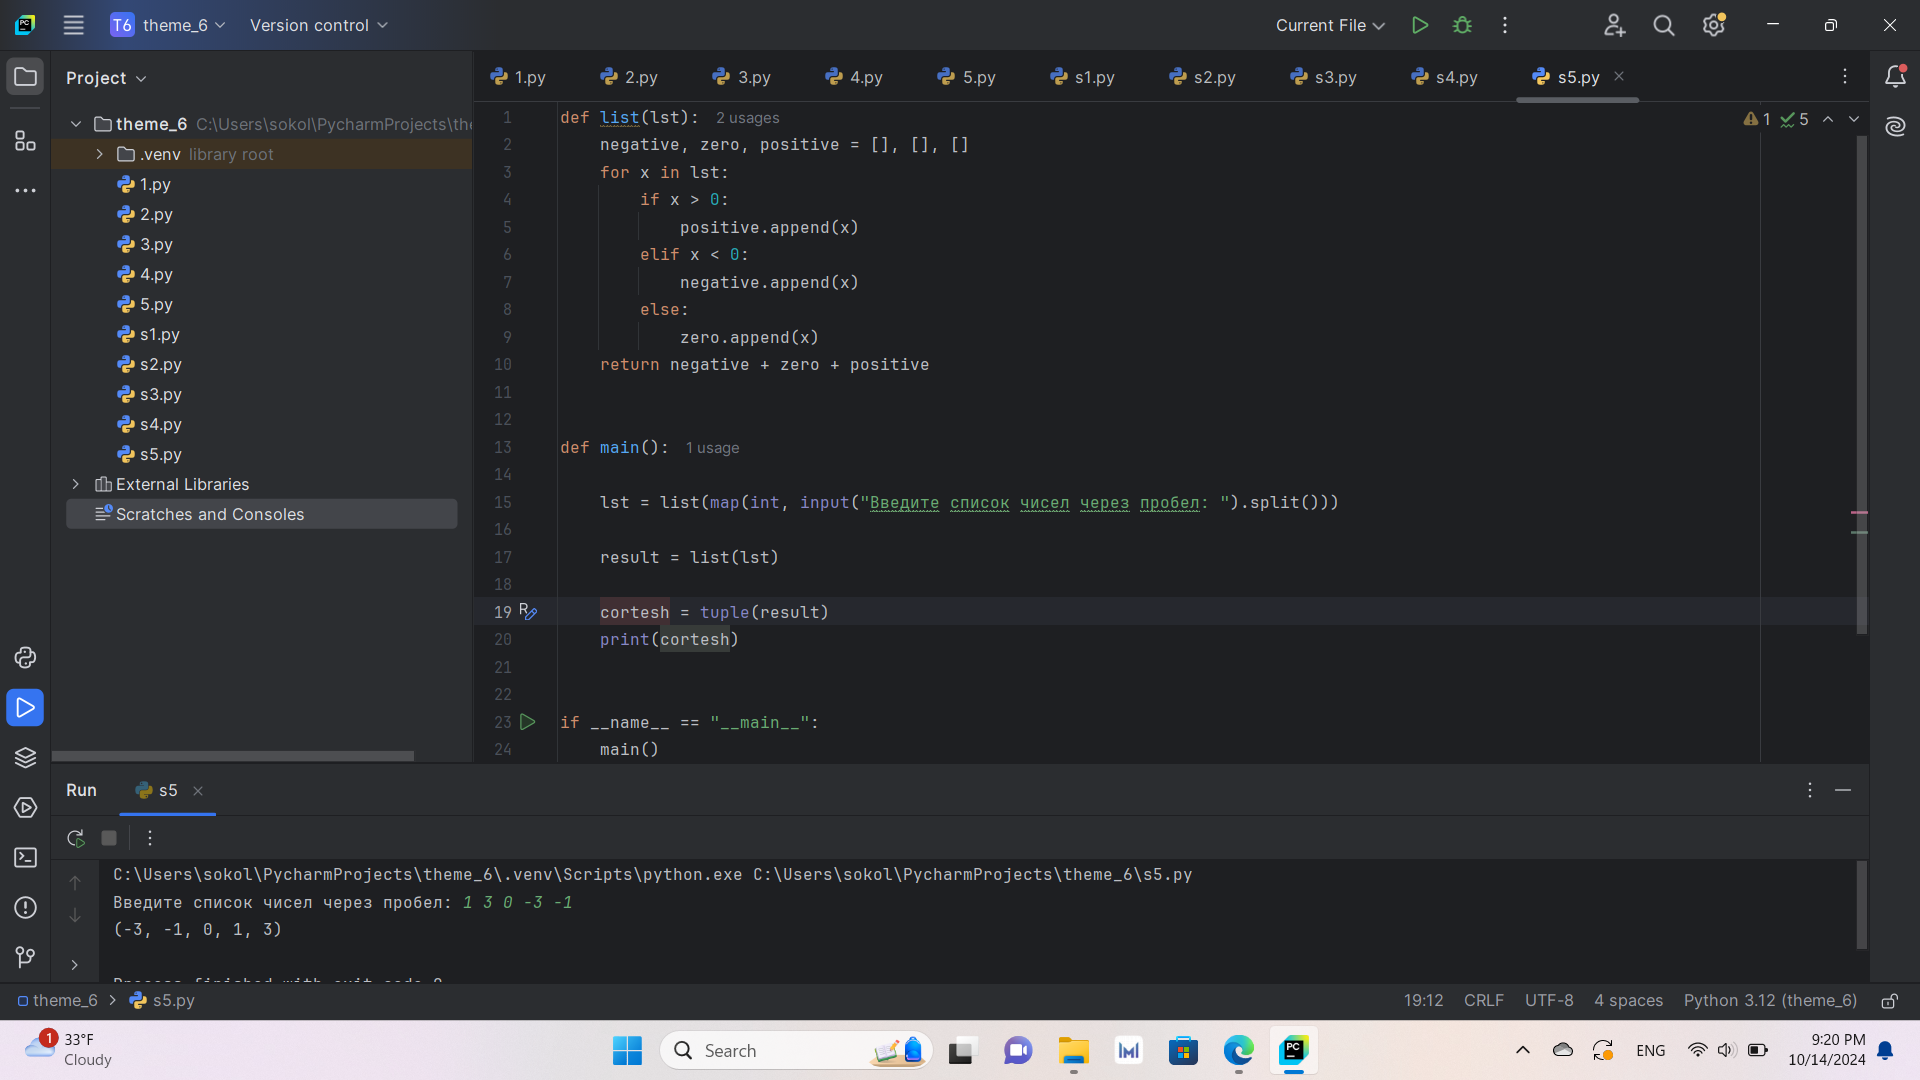 T6 theme_6 Version control Current File
Project
1.py 2.py 3.py 4.py 5.py s1.py s2.py s3.py s4.py s5.py
theme_6 C:\Users\sokol\PycharmProjects\the
.venv library root
1.py
2.py
3.py
4.py
5.py
s1.py
s2.py
s3.py
s4.py
s5.py
External Libraries
Scratches and Consoles
1 5
1 def list(lst): 2 usages
2 negative, zero, positive = [], [], []
3 for x in lst:
4 if x > 0:
5 positive.append(x)
6 elif x < 0:
7 negative.append(x)
8 else:
9 zero.append(x)
10 return negative + zero + positive
11
12
13 def main(): 1 usage
14
15 lst = list(map(int, input("Введите список чисел через пробел: ").split()))
16
17 result = list(lst)
18
19 cortesh = tuple(result)
20 print(cortesh)
21
22
23 if __name__ == "__main__":
24 main()
Run s5
C:\Users\sokol\PycharmProjects\theme_6\.venv\Scripts\python.exe C:\Users\sokol\PycharmProjects\theme_6\s5.py
Введите список чисел через пробел: 1 3 0 -3 -1
(-3, -1, 0, 1, 3)
Process finished with exit code 0
theme_6 s5.py 19:12 CRLF UTF-8 4 spaces Python 3.12 (theme_6)
1 33°F
Cloudy
Search
ENG
9:20 PM
10/14/2024